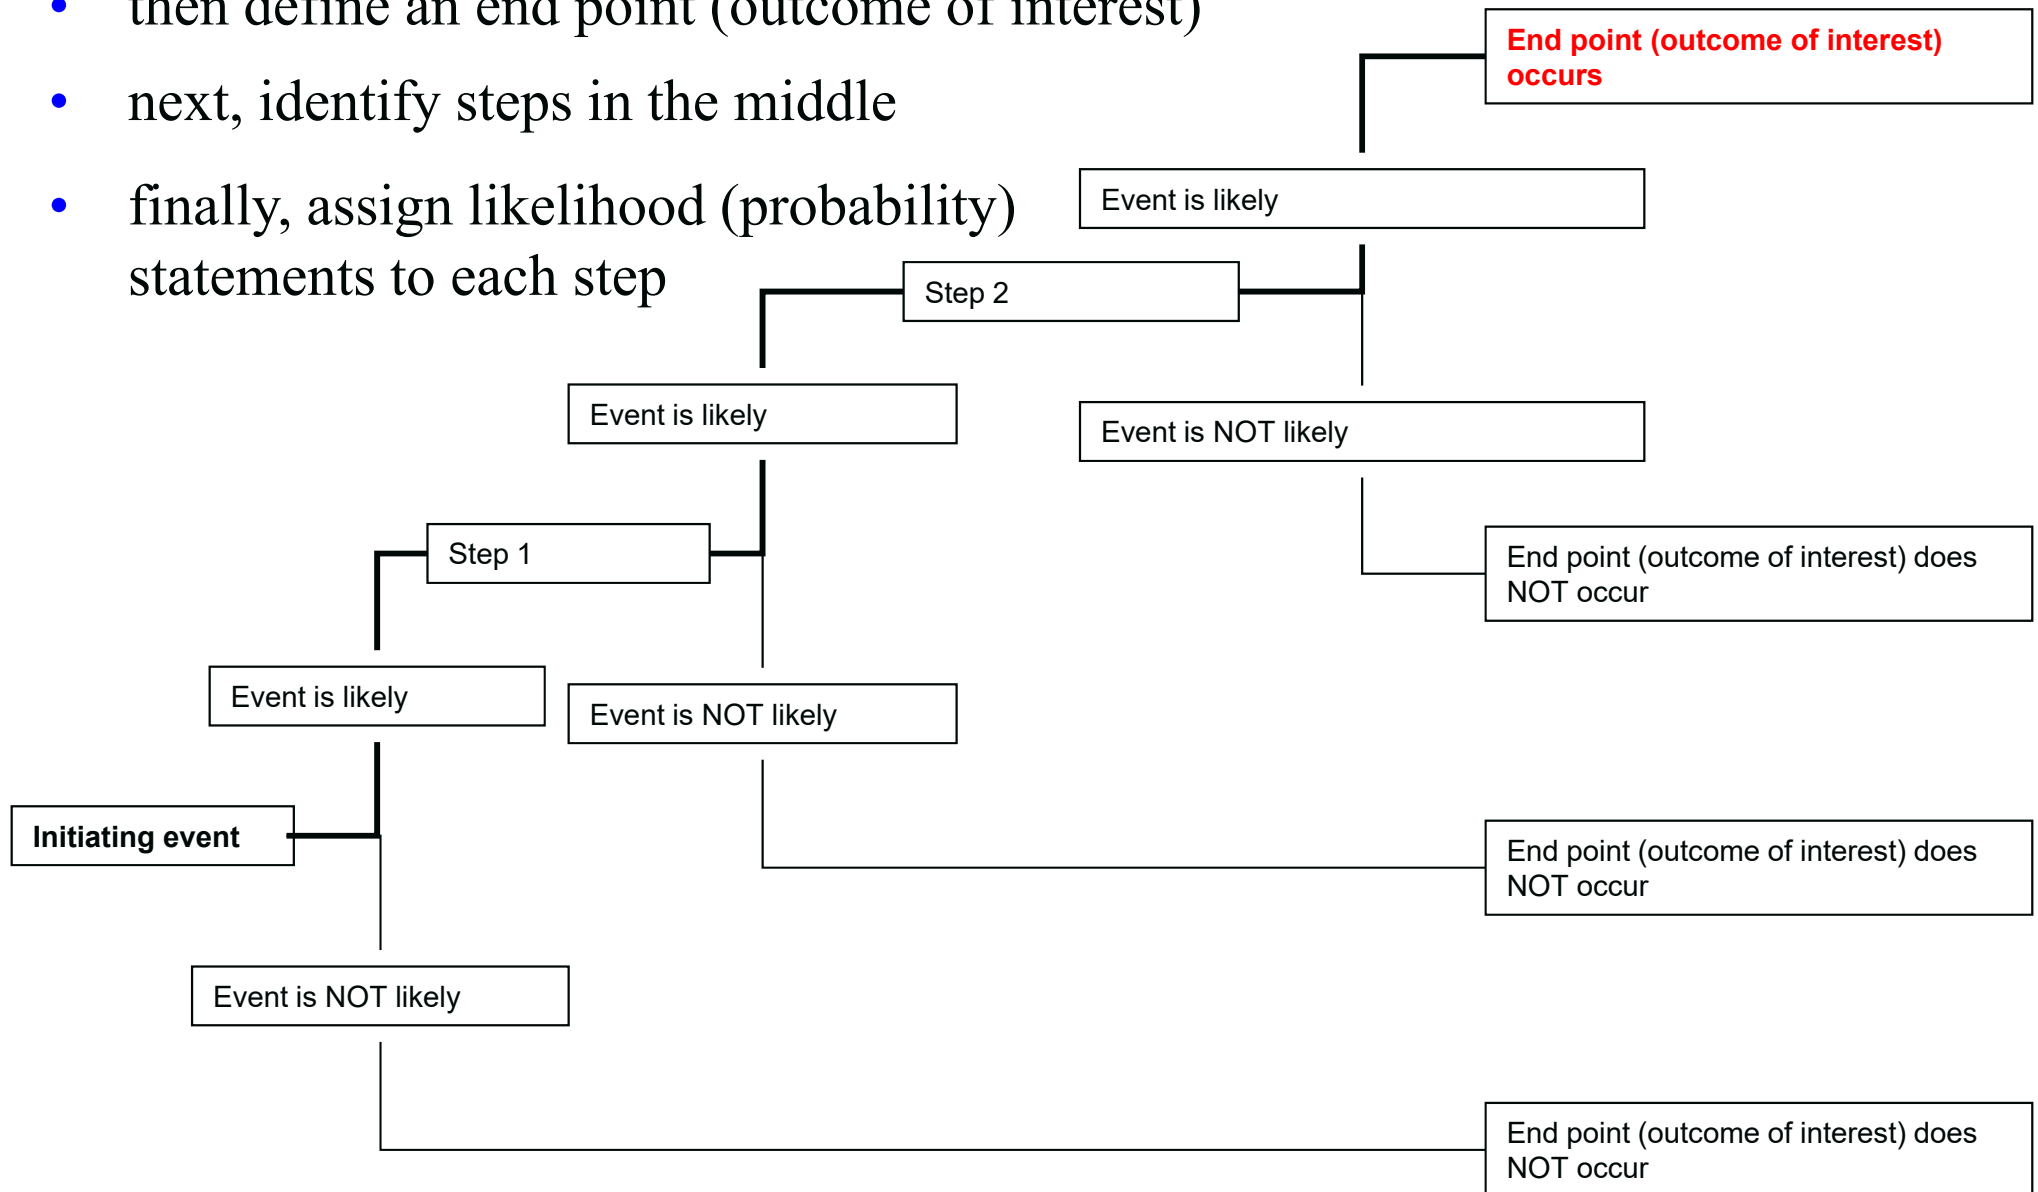 then define an end point (outcome of interest)
• next, identify steps in the middle
• finally, assign likelihood (probability)
statements to each step
End point (outcome of interest)
occurs
Event is likely
Step 2
Event is likely
Event is NOT likely
Step 1
End point (outcome of interest) does
NOT occur
Event is likely
Event is NOT likely
Initiating event
End point (outcome of interest) does
NOT occur
Event is NOT likely
End point (outcome of interest) does
NOT occur